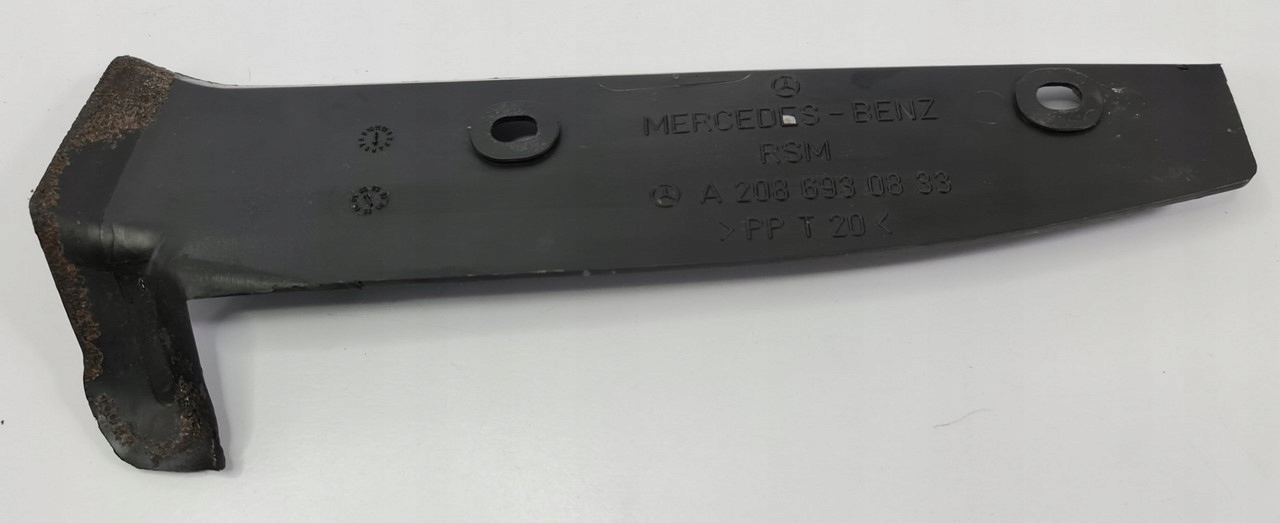 MERCEDES-BENZ
RSM
A 208 693 08 33
>PP T 20<